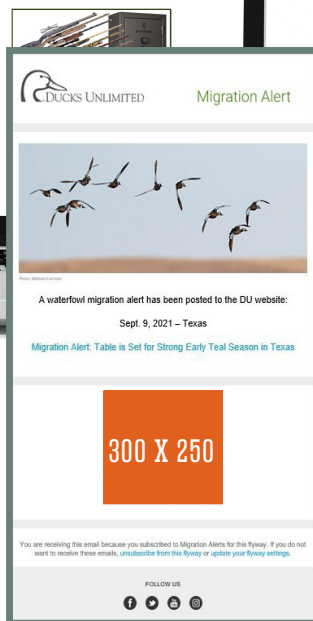 DUCKS UNLIMITED
Migration Alert
A waterfowl migration alert has been posted to the DU website:
Sept. 9, 2021 – Texas
Migration Alert: Table is Set for Strong Early Teal Season in Texas
300 X 250
You are receiving this email because you subscribed to Migration Alerts for this flyway. If you do not
want to receive these emails, unsubscribe from this flyway or update your flyway settings.
FOLLOW US